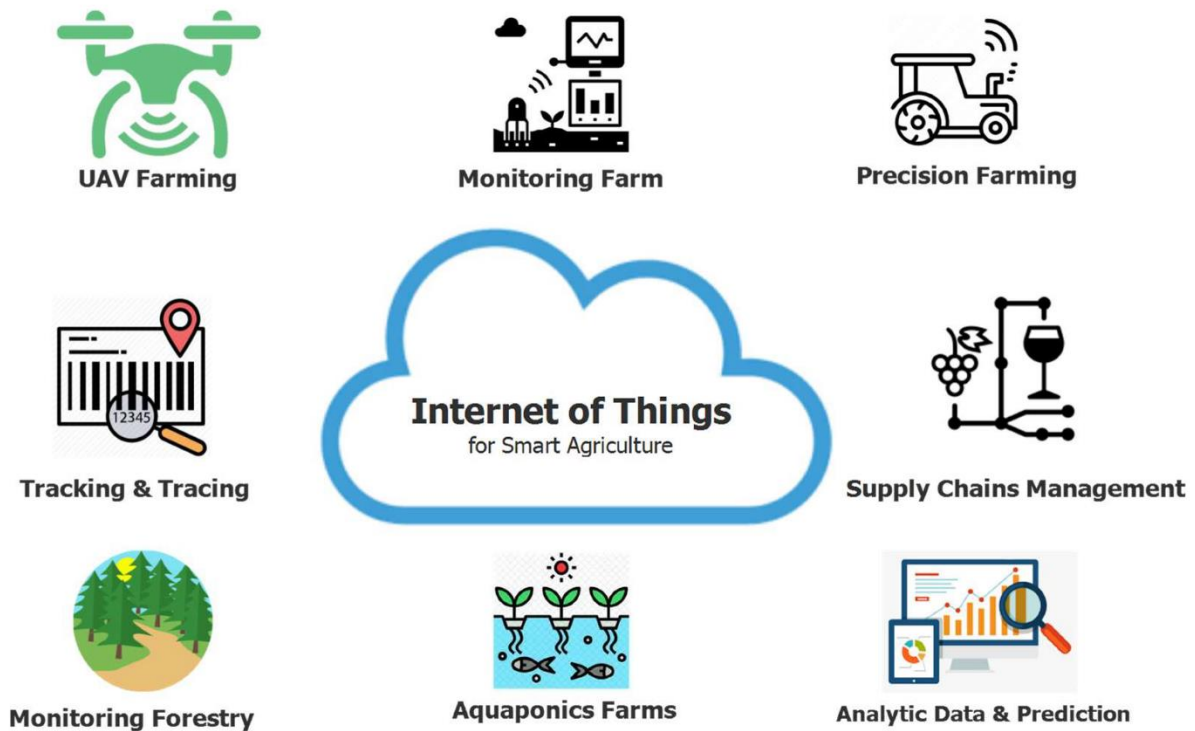 UAV Farming
Monitoring Farm
Precision Farming
12345
Tracking & Tracing
Internet of Things
for Smart Agriculture
Supply Chains Management
Monitoring Forestry
Aquaponics Farms
Analytic Data & Prediction